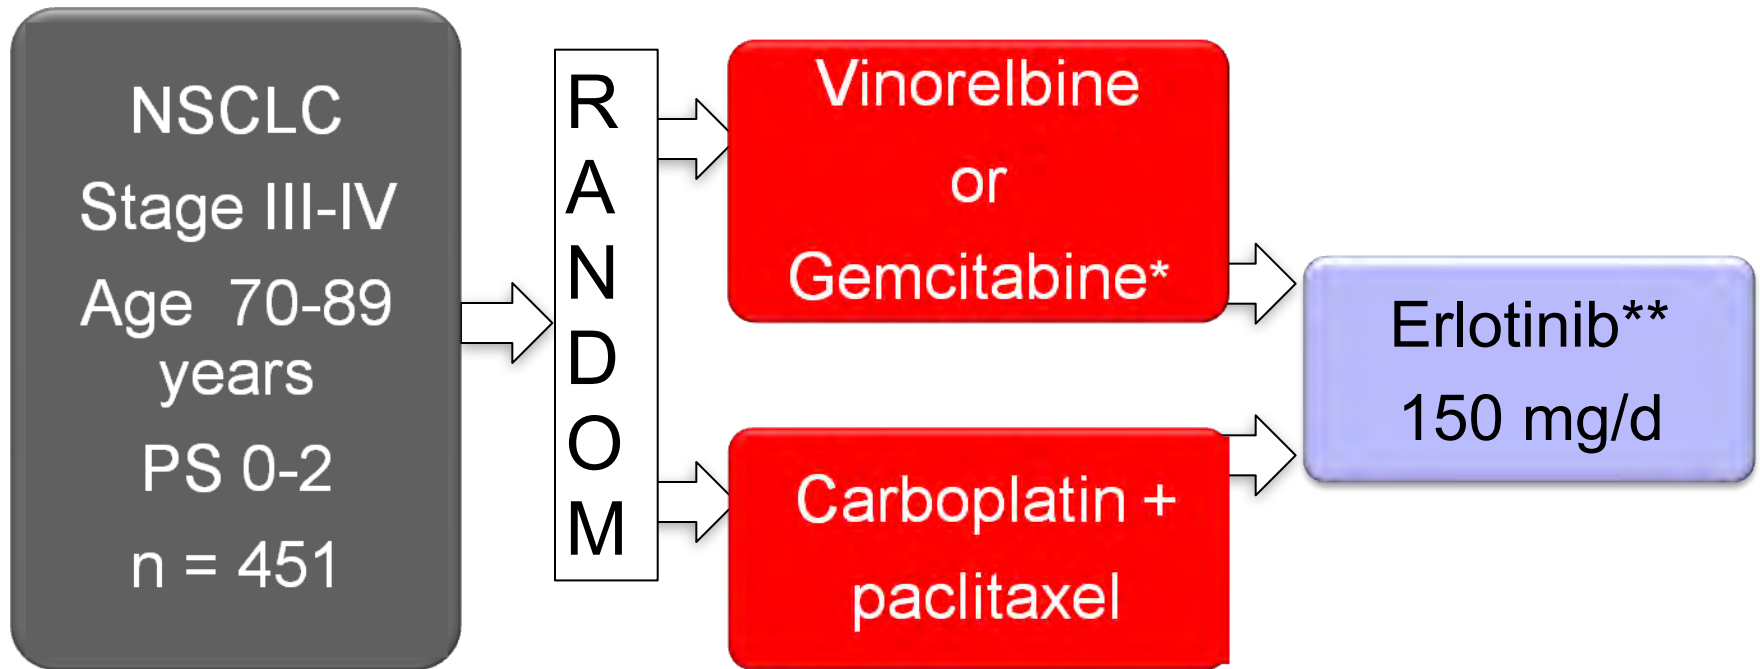 NSCLC
Stage III-IV
Age 70-89
years
PS 0-2
n = 451
R
A
N
D
O
M
Vinorelbine
or
Gemcitabine*
Carboplatin +
paclitaxel
Erlotinib**
150 mg/d